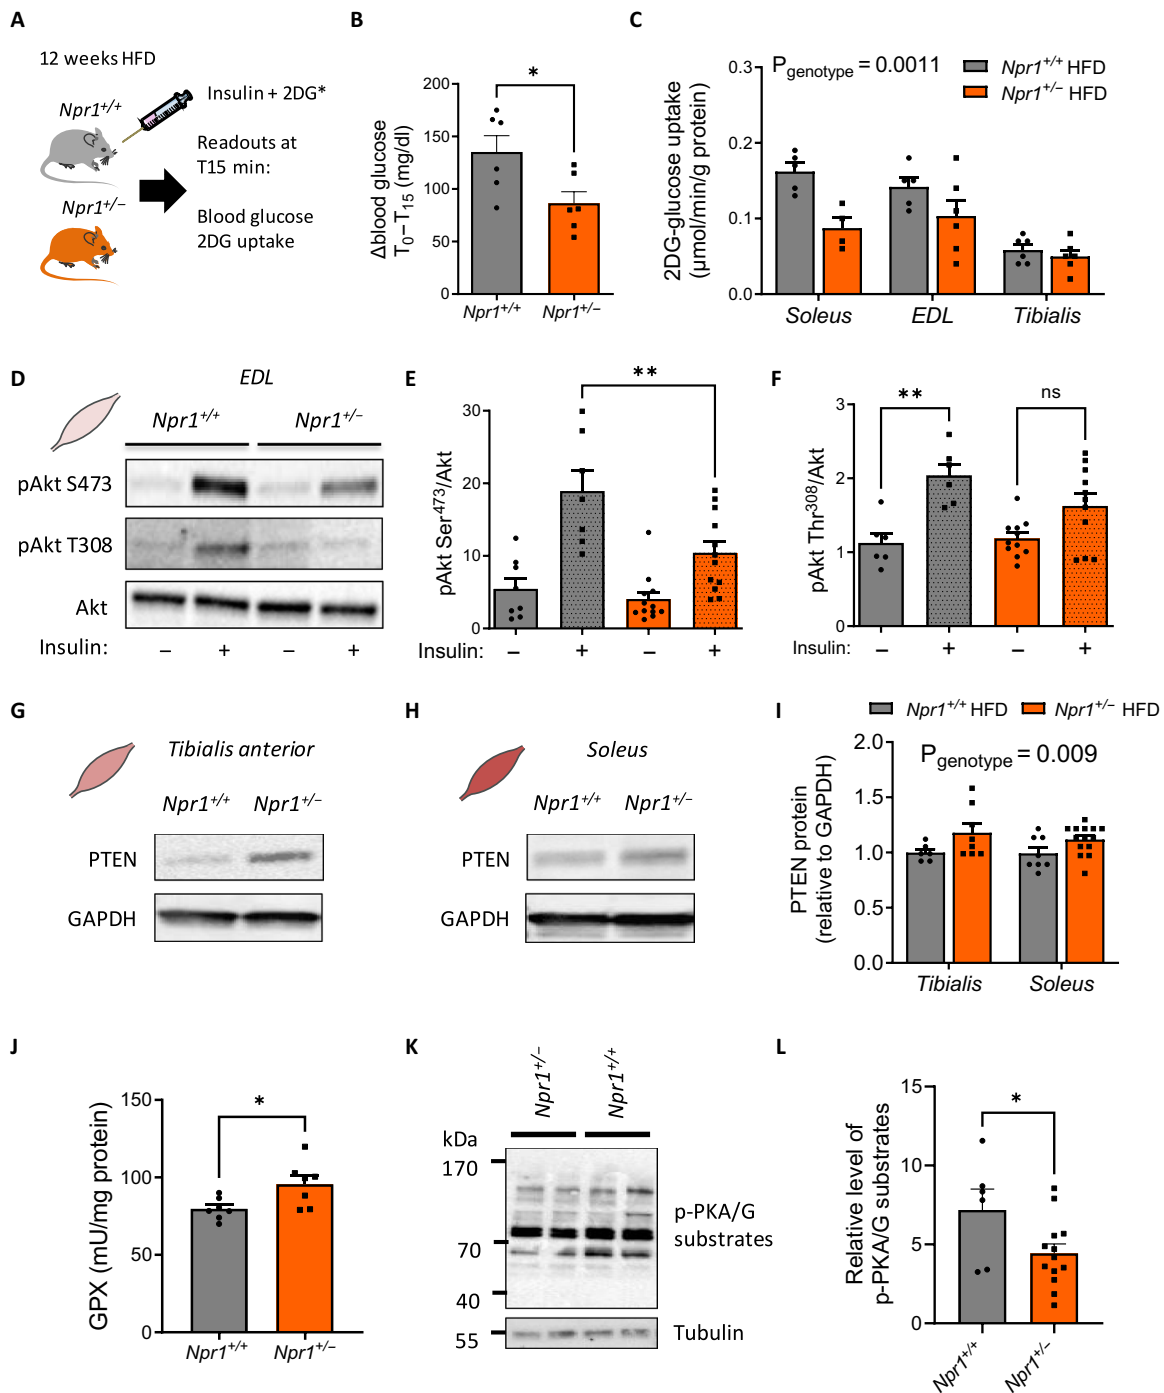 A
12 weeks HFD
Npr1+/+
Npr1+/−
Insulin + 2DG*
Readouts at
T15 min:
Blood glucose
2DG uptake
B
*
Δblood glucose
T0–T15 (mg/dl)
200
150
100
50
0
Npr1+/+ Npr1+/−
C
Pgenotype = 0.0011
Npr1+/+ HFD
Npr1+/− HFD
2DG-glucose uptake
(μmol/min/g protein)
0.3
0.2
0.1
0.0
Soleus EDL Tibialis
D
EDL
Npr1+/+ Npr1+/−
pAkt S473
pAkt T308
Akt
Insulin: – + – +
E
**
pAkt Ser473/Akt
30
20
10
0
Insulin: – + – +
F
** ns
pAkt Thr308/Akt
3
2
1
0
Insulin: – + – +
G
Tibialis anterior
Npr1+/+ Npr1+/−
PTEN
GAPDH
H
Soleus
Npr1+/+ Npr1+/−
PTEN
GAPDH
I
Npr1+/+ HFD Npr1+/− HFD
Pgenotype = 0.009
PTEN protein
(relative to GAPDH)
2.0
1.5
1.0
0.5
0.0
Tibialis Soleus
J
*
GPX (mU/mg protein)
150
100
50
0
Npr1+/+ Npr1+/−
K
Npr1+/− Npr1+/+
kDa
170
70
40
55
p-PKA/G
substrates
Tubulin
L
*
Relative level of
p-PKA/G substrates
15
10
5
0
Npr1+/+ Npr1+/−